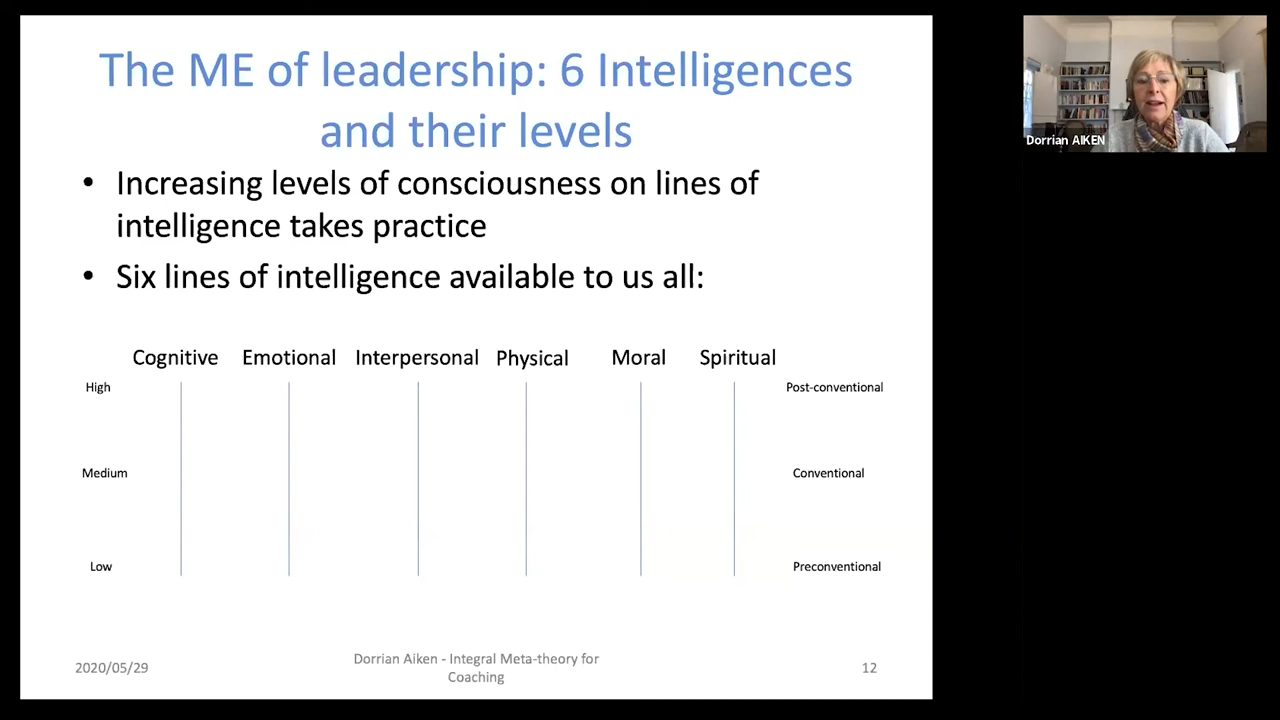 The ME of leadership: 6 Intelligences
and their levels
• Increasing levels of consciousness on lines of
intelligence takes practice
• Six lines of intelligence available to us all:
Cognitive Emotional Interpersonal Physical Moral Spiritual
High Post-conventional
Medium Conventional
Low Preconventional
2020/05/29
Dorrian Aiken - Integral Meta-theory for
Coaching
12
Dorrian AIKEN